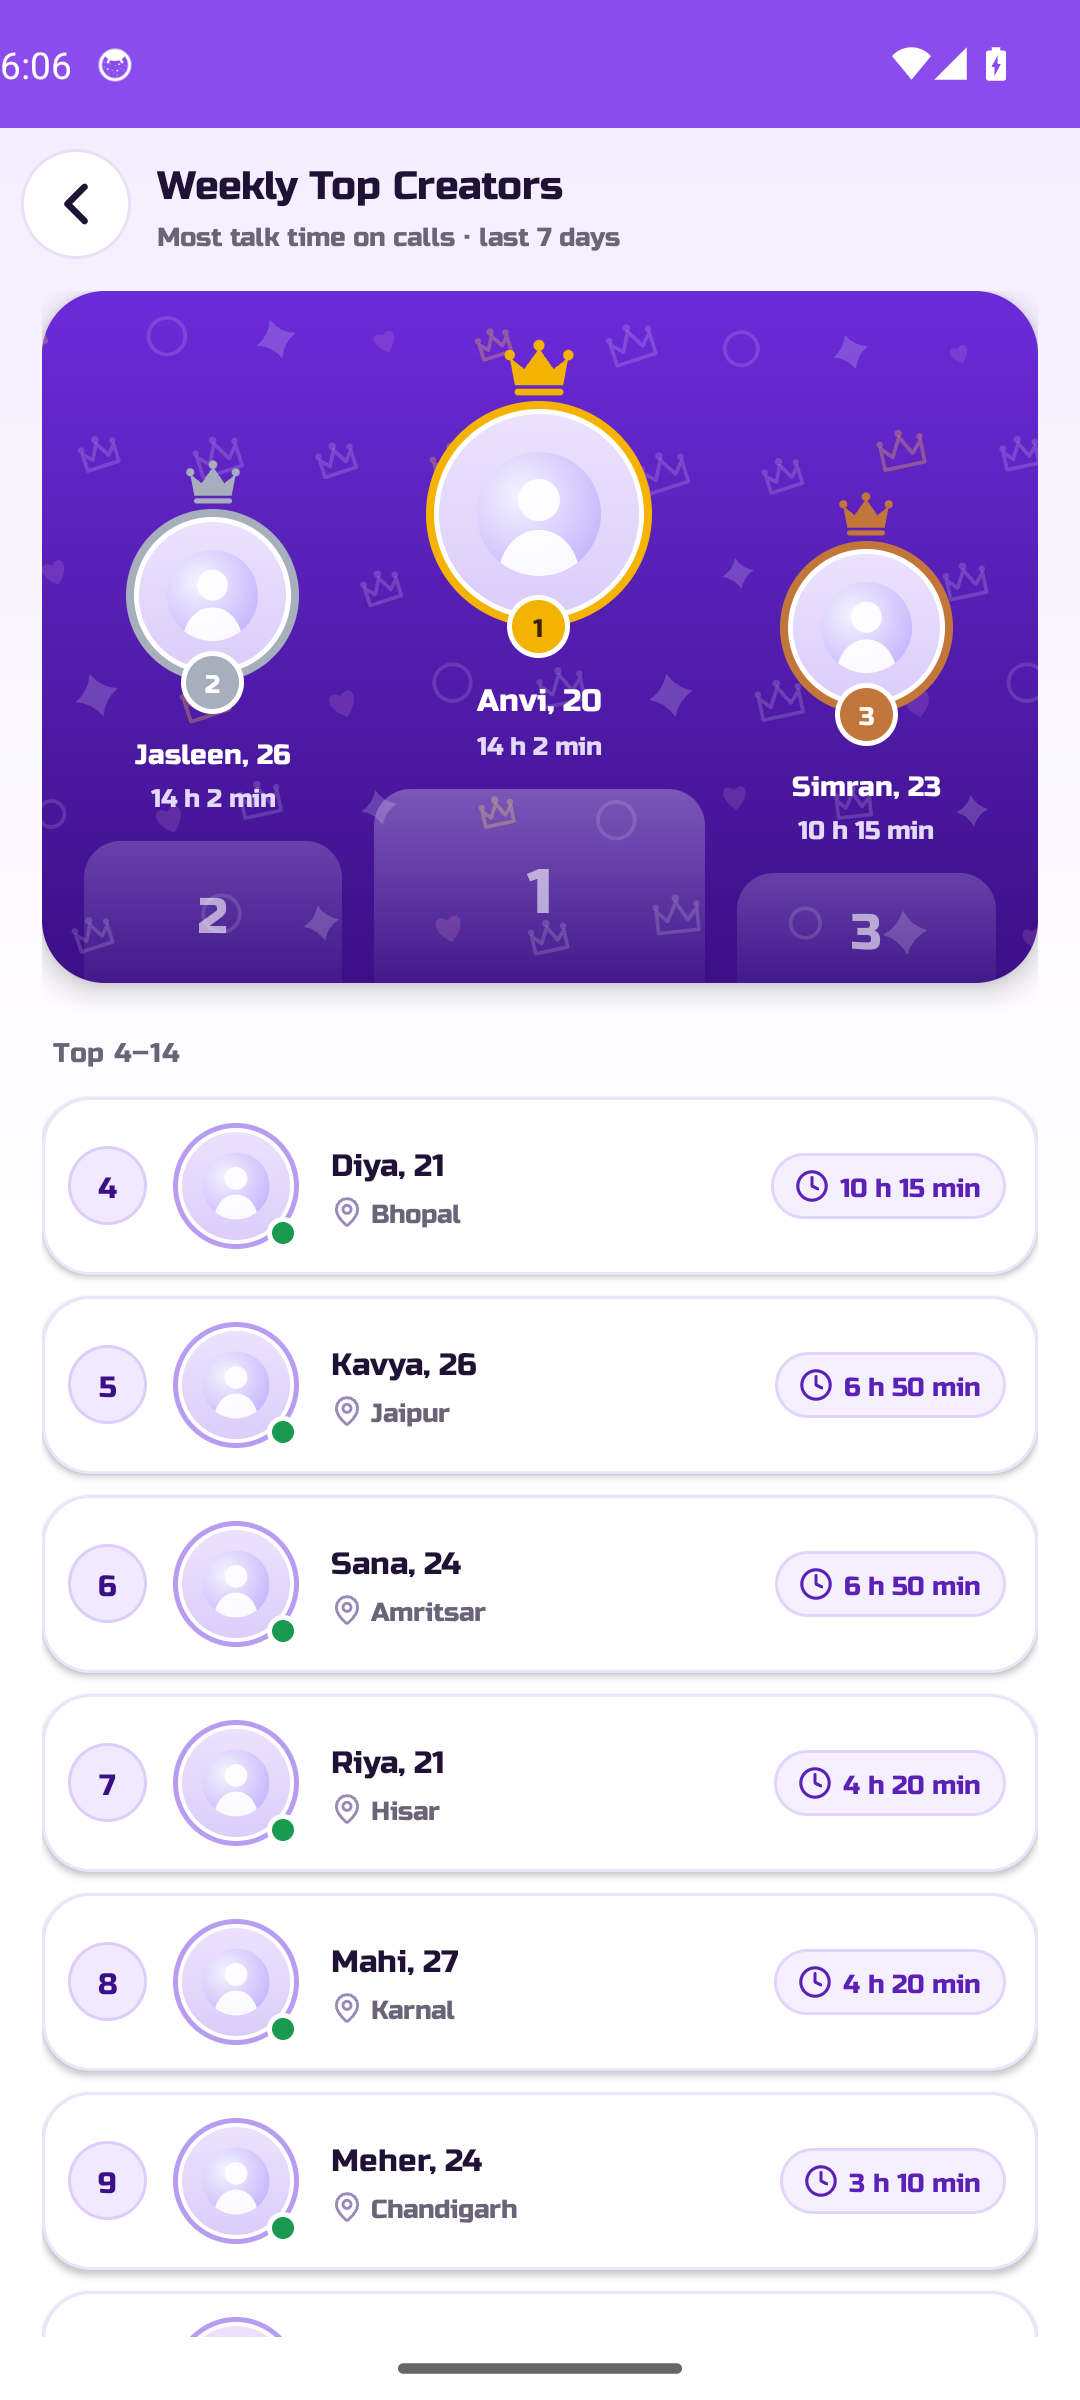 6:06
Weekly Top Creators
Most talk time on calls · last 7 days
1
2
3
Anvi, 20
14 h 2 min
Jasleen, 26
14 h 2 min
Simran, 23
10 h 15 min
1
2
3
Top 4–14
4
Diya, 21
Bhopal
10 h 15 min
5
Kavya, 26
Jaipur
6 h 50 min
6
Sana, 24
Amritsar
6 h 50 min
7
Riya, 21
Hisar
4 h 20 min
8
Mahi, 27
Karnal
4 h 20 min
9
Meher, 24
Chandigarh
3 h 10 min